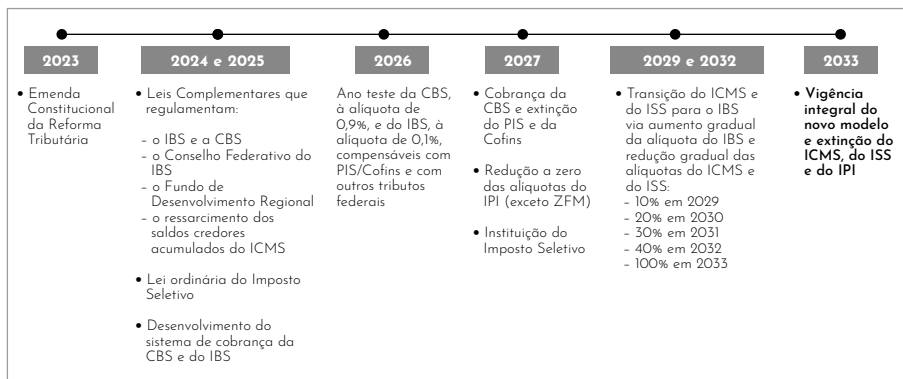 2023
• Emenda
Constitucional
da Reforma
Tributária
2024 e 2025
• Leis Complementares que
regulamentam:
– o IBS e a CBS
– o Conselho Federativo do
IBS
– o Fundo de
Desenvolvimento Regional
– o ressarcimento dos
saldos credores
acumulados do ICMS
• Lei ordinária do Imposto
Seletivo
• Desenvolvimento do
sistema de cobrança da
CBS e do IBS
2026
Ano teste da CBS,
à alíquota de
0,9%, e do IBS, à
alíquota de 0,1%,
compensáveis com
PIS/Cofins e com
outros tributos
federais
2027
• Cobrança da
CBS e extinção
do PIS e da
Cofins
• Redução a zero
das alíquotas do
IPI (exceto ZFM)
• Instituição do
Imposto Seletivo
2029 e 2032
• Transição do ICMS e
do ISS para o IBS
via aumento gradual
da alíquota do IBS e
redução gradual das
alíquotas do ICMS e
do ISS:
– 10% em 2029
– 20% em 2030
– 30% em 2031
– 40% em 2032
– 100% em 2033
2033
• Vigência
integral do
novo modelo
e extinção do
ICMS, do ISS
e do IPI